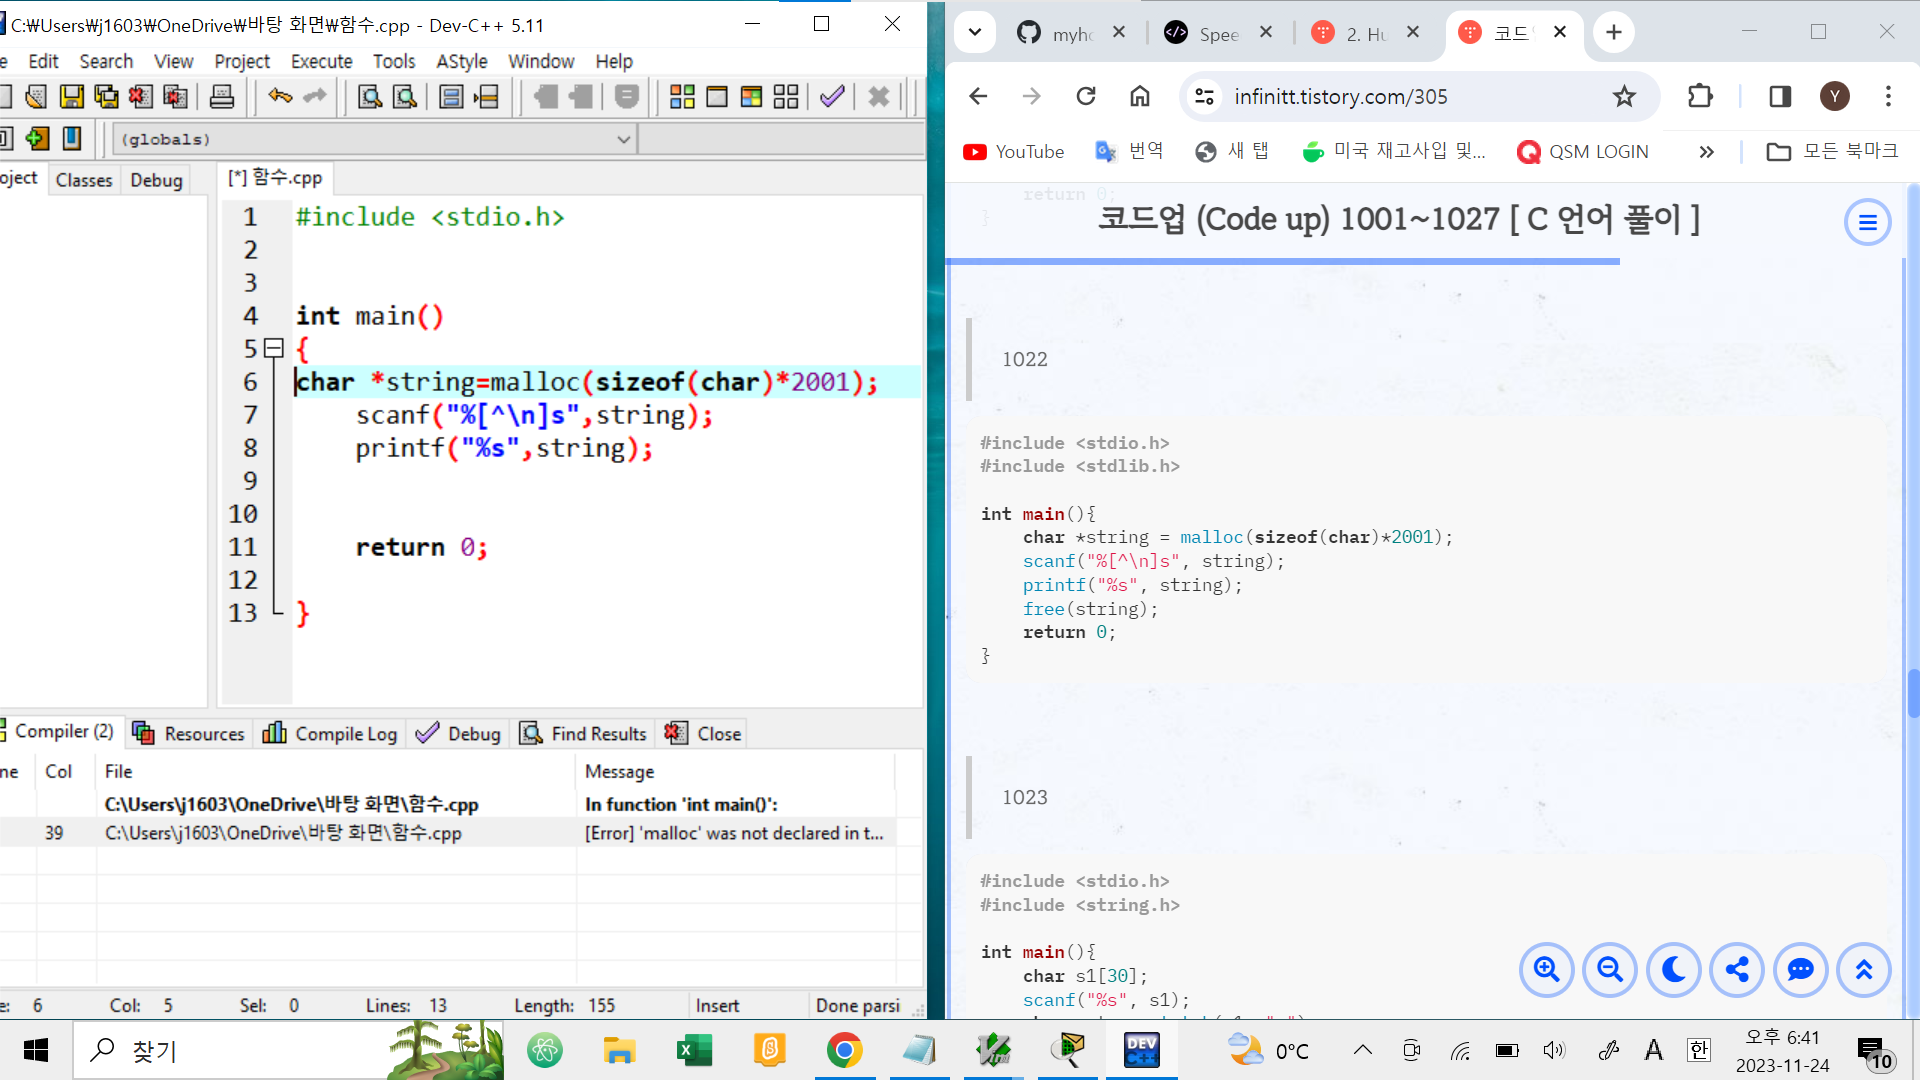 C:₩Users₩j1603₩OneDrive₩바탕 화면₩함수.cpp - Dev-C++ 5.11
e Edit Search View Project Execute Tools AStyle Window Help
(globals)
oject Classes Debug
[*] 함수.cpp
1 #include <stdio.h>
2
3
4 int main()
5 {
6 char *string=malloc(sizeof(char)*2001);
7 scanf("%[^\n]s",string);
8 printf("%s",string);
9
10
11 return 0;
12
13 }
Compiler (2) Resources Compile Log Debug Find Results Close
ne Col File Message
C:\Users\j1603\OneDrive\바탕 화면\함수.cpp In function 'int main()':
39 C:\Users\j1603\OneDrive\바탕 화면\함수.cpp [Error] 'malloc' was not declared in t...
e: 6 Col: 5 Sel: 0 Lines: 13 Length: 155 Insert Done parsi
myho Spee 2. Hu 코드
infinitt.tistory.com/305
Y
YouTube 번역 새 탭 미국 재고사입 및... QSM LOGIN » 모든 북마크
return 0;
}
코드업 (Code up) 1001~1027 [ C 언어 풀이 ]
1022
#include <stdio.h>
#include <stdlib.h>
int main(){
char *string = malloc(sizeof(char)*2001);
scanf("%[^\n]s", string);
printf("%s", string);
free(string);
return 0;
}
1023
#include <stdio.h>
#include <string.h>
int main(){
char s1[30];
scanf("%s", s1);
찾기
DEV C++
0°C
A 한
오후 6:41
2023-11-24
10